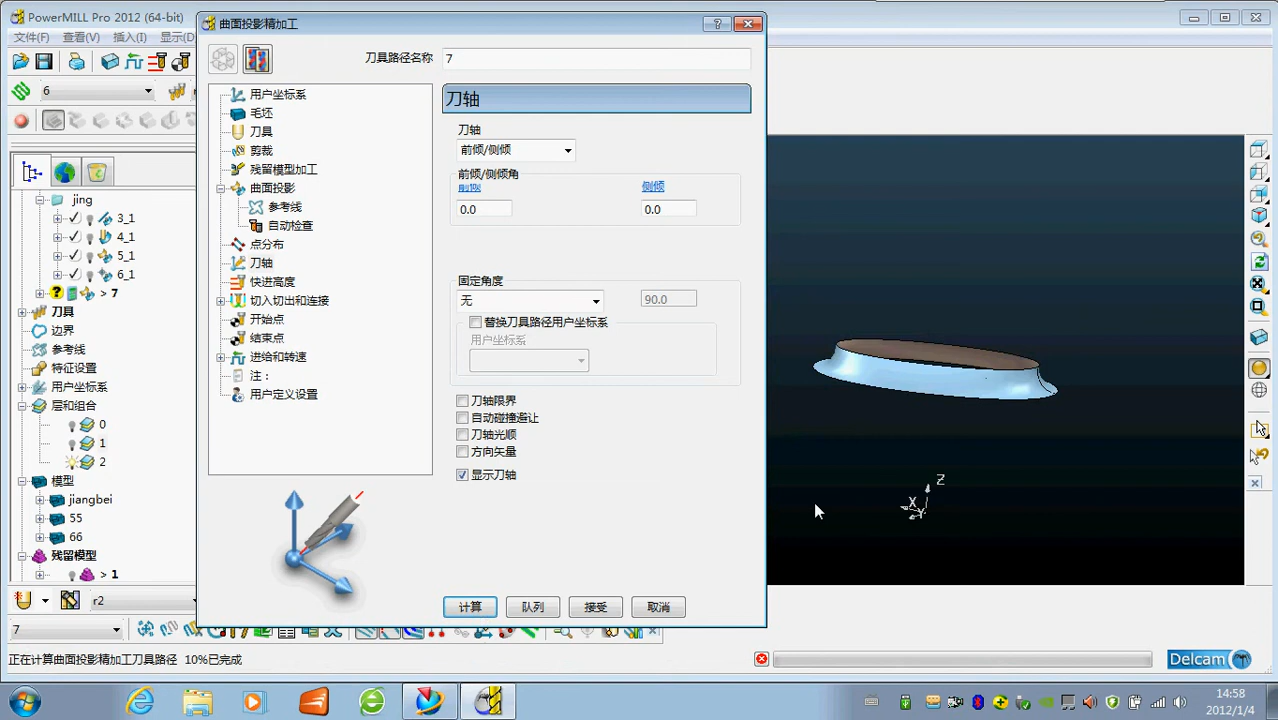 PowerMILL Pro 2012 (64-bit)
文件(F)
查看(V)
插入(I)
显示(D
6
jing
3_1
4_1
5_1
6_1
> 7
刀具
边界
参考线
特征设置
用户坐标系
层和组合
0
1
2
模型
jiangbei
55
66
残留模型
> 1
r2
7
正在计算曲面投影精加工刀具路径 10%已完成
曲面投影精加工
刀具路径名称
7
用户坐标系
毛坯
刀具
剪裁
残留模型加工
曲面投影
参考线
自动检查
点分布
刀轴
快进高度
切入切出和连接
开始点
结束点
进给和转速
注：
用户定义设置
刀轴
刀轴
前倾/侧倾
前倾/侧倾角
前倾
侧倾
0.0
0.0
固定角度
无
90.0
替换刀具路径用户坐标系
用户坐标系
刀轴限界
自动碰撞避让
刀轴光顺
方向矢量
显示刀轴
计算
队列
接受
取消
Z
X
Y
Delcam
14:58
2012/1/4